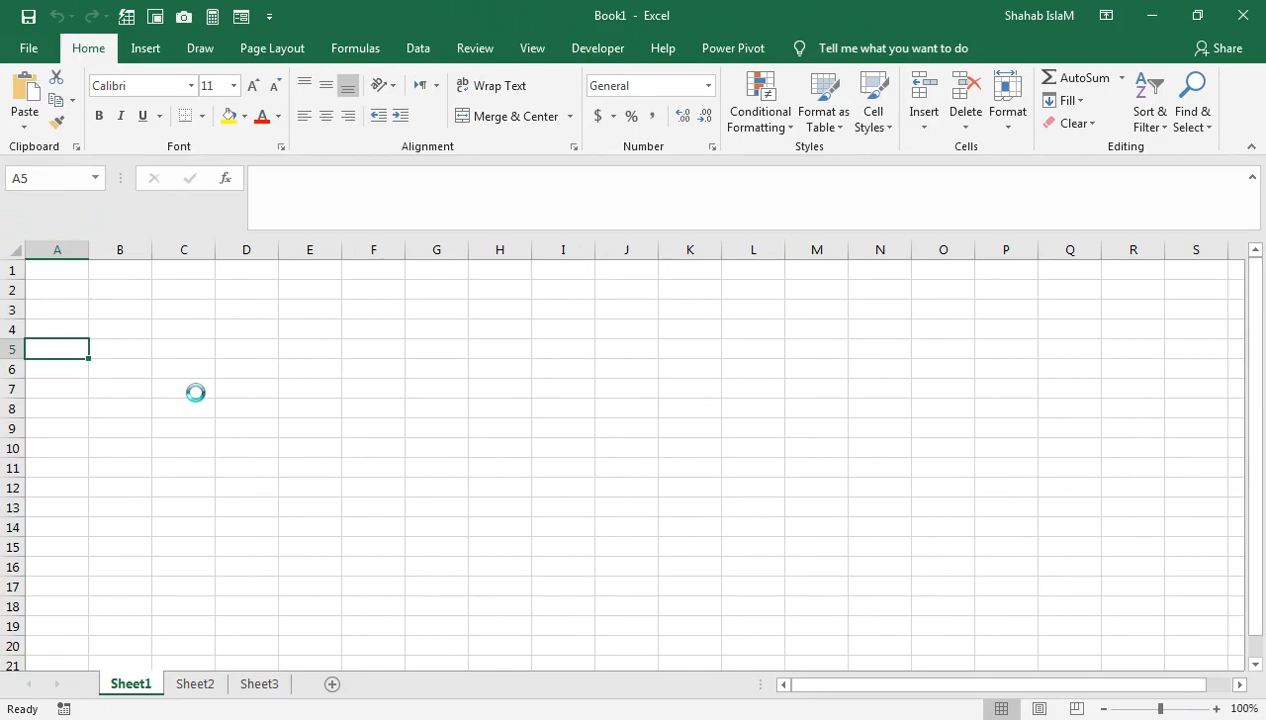 Book1 - Excel
Shahab IslaM
File Home Insert Draw Page Layout Formulas Data Review View Developer Help Power Pivot Tell me what you want to do Share
Paste
Clipboard
Calibri 11
B I U A
Font
Wrap Text
Merge & Center
Alignment
General
$ % ,
Number
Conditional Formatting
Format as Table
Cell Styles
Styles
Insert
Delete
Format
Cells
AutoSum
Fill
Clear
Sort & Filter
Find & Select
Editing
A5 fx
A B C D E F G H I J K L M N O P Q R S
1
2
3
4
5
6
7
8
9
10
11
12
13
14
15
16
17
18
19
20
21
Sheet1 Sheet2 Sheet3
Ready
100%